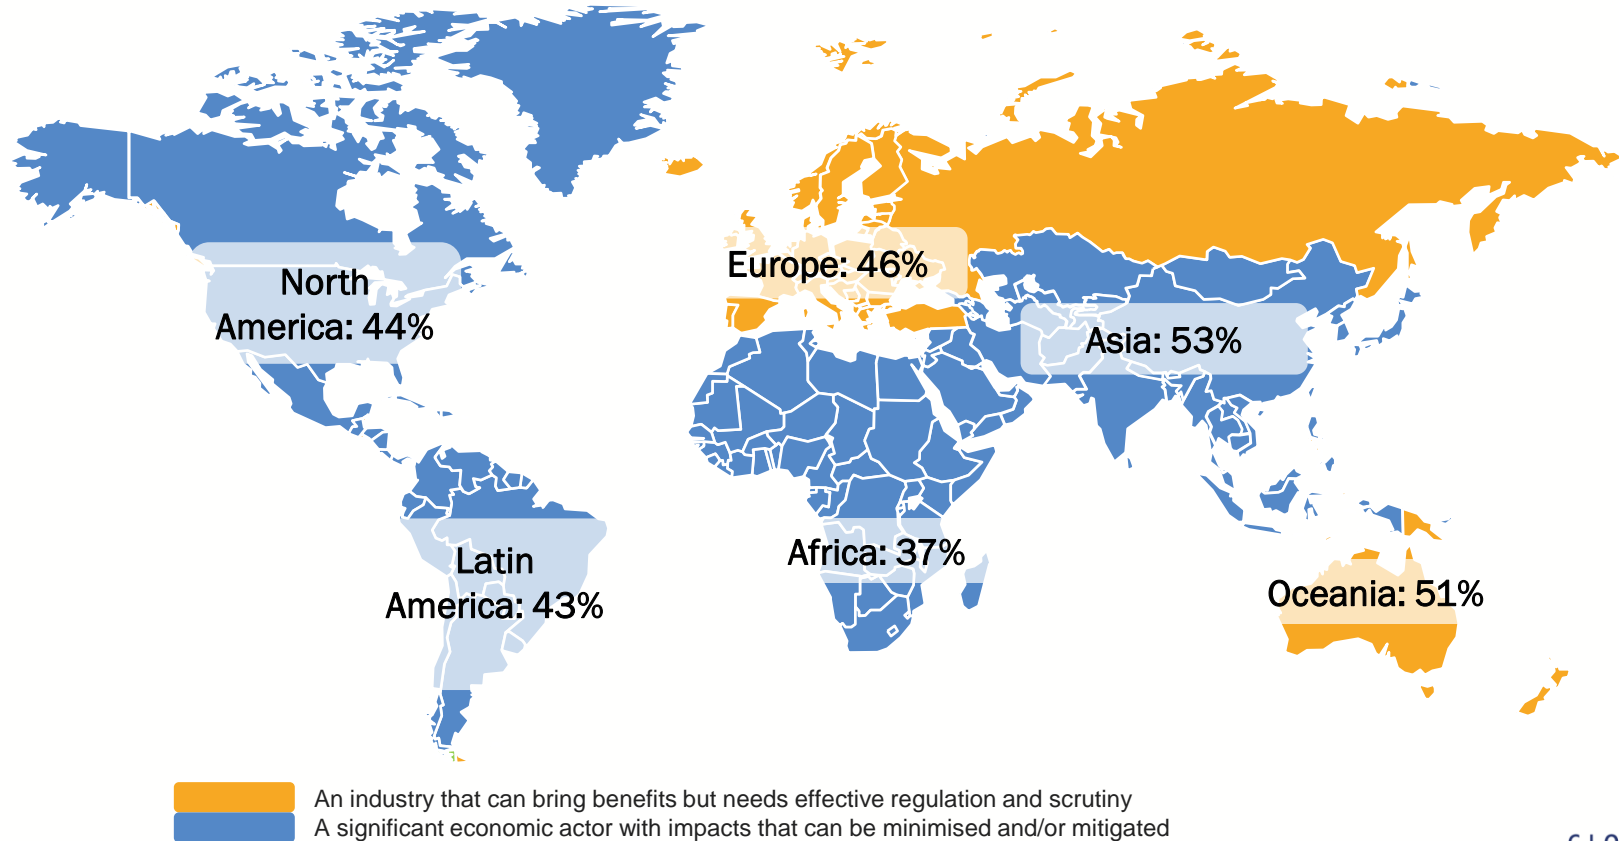 North
America: 44%
Europe: 46%
Asia: 53%
Latin
America: 43%
Africa: 37%
Oceania: 51%
An industry that can bring benefits but needs effective regulation and scrutiny
A significant economic actor with impacts that can be minimised and/or mitigated